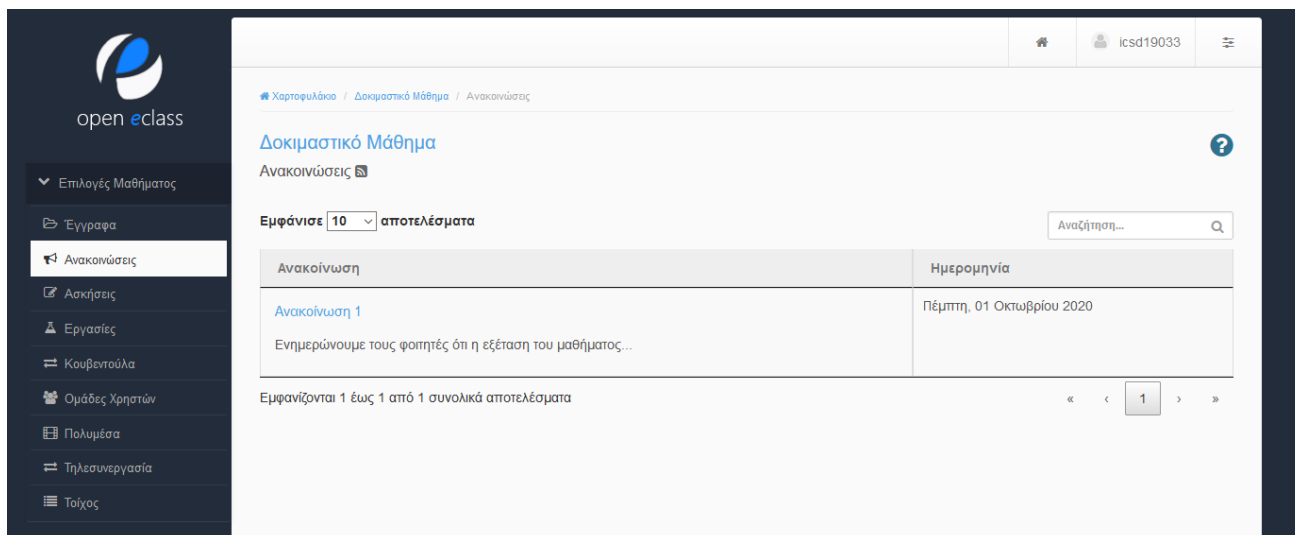 open eclass
Επιλογές Μαθήματος
Έγγραφα
Ανακοινώσεις
Ασκήσεις
Εργασίες
Κουβεντούλα
Ομάδες Χρηστών
Πολυμέσα
Τηλεσυνεργασία
Τοίχος
icsd19033
Χαρτοφυλάκιο / Δοκιμαστικό Μάθημα / Ανακοινώσεις
Δοκιμαστικό Μάθημα
Ανακοινώσεις
Εμφάνισε 10 αποτελέσματα
Αναζήτηση...
Ανακοίνωση Ημερομηνία
Ανακοίνωση 1 Πέμπτη, 01 Οκτωβρίου 2020
Ενημερώνουμε τους φοιτητές ότι η εξέταση του μαθήματος...
Εμφανίζονται 1 έως 1 από 1 συνολικά αποτελέσματα « ‹ 1 › »